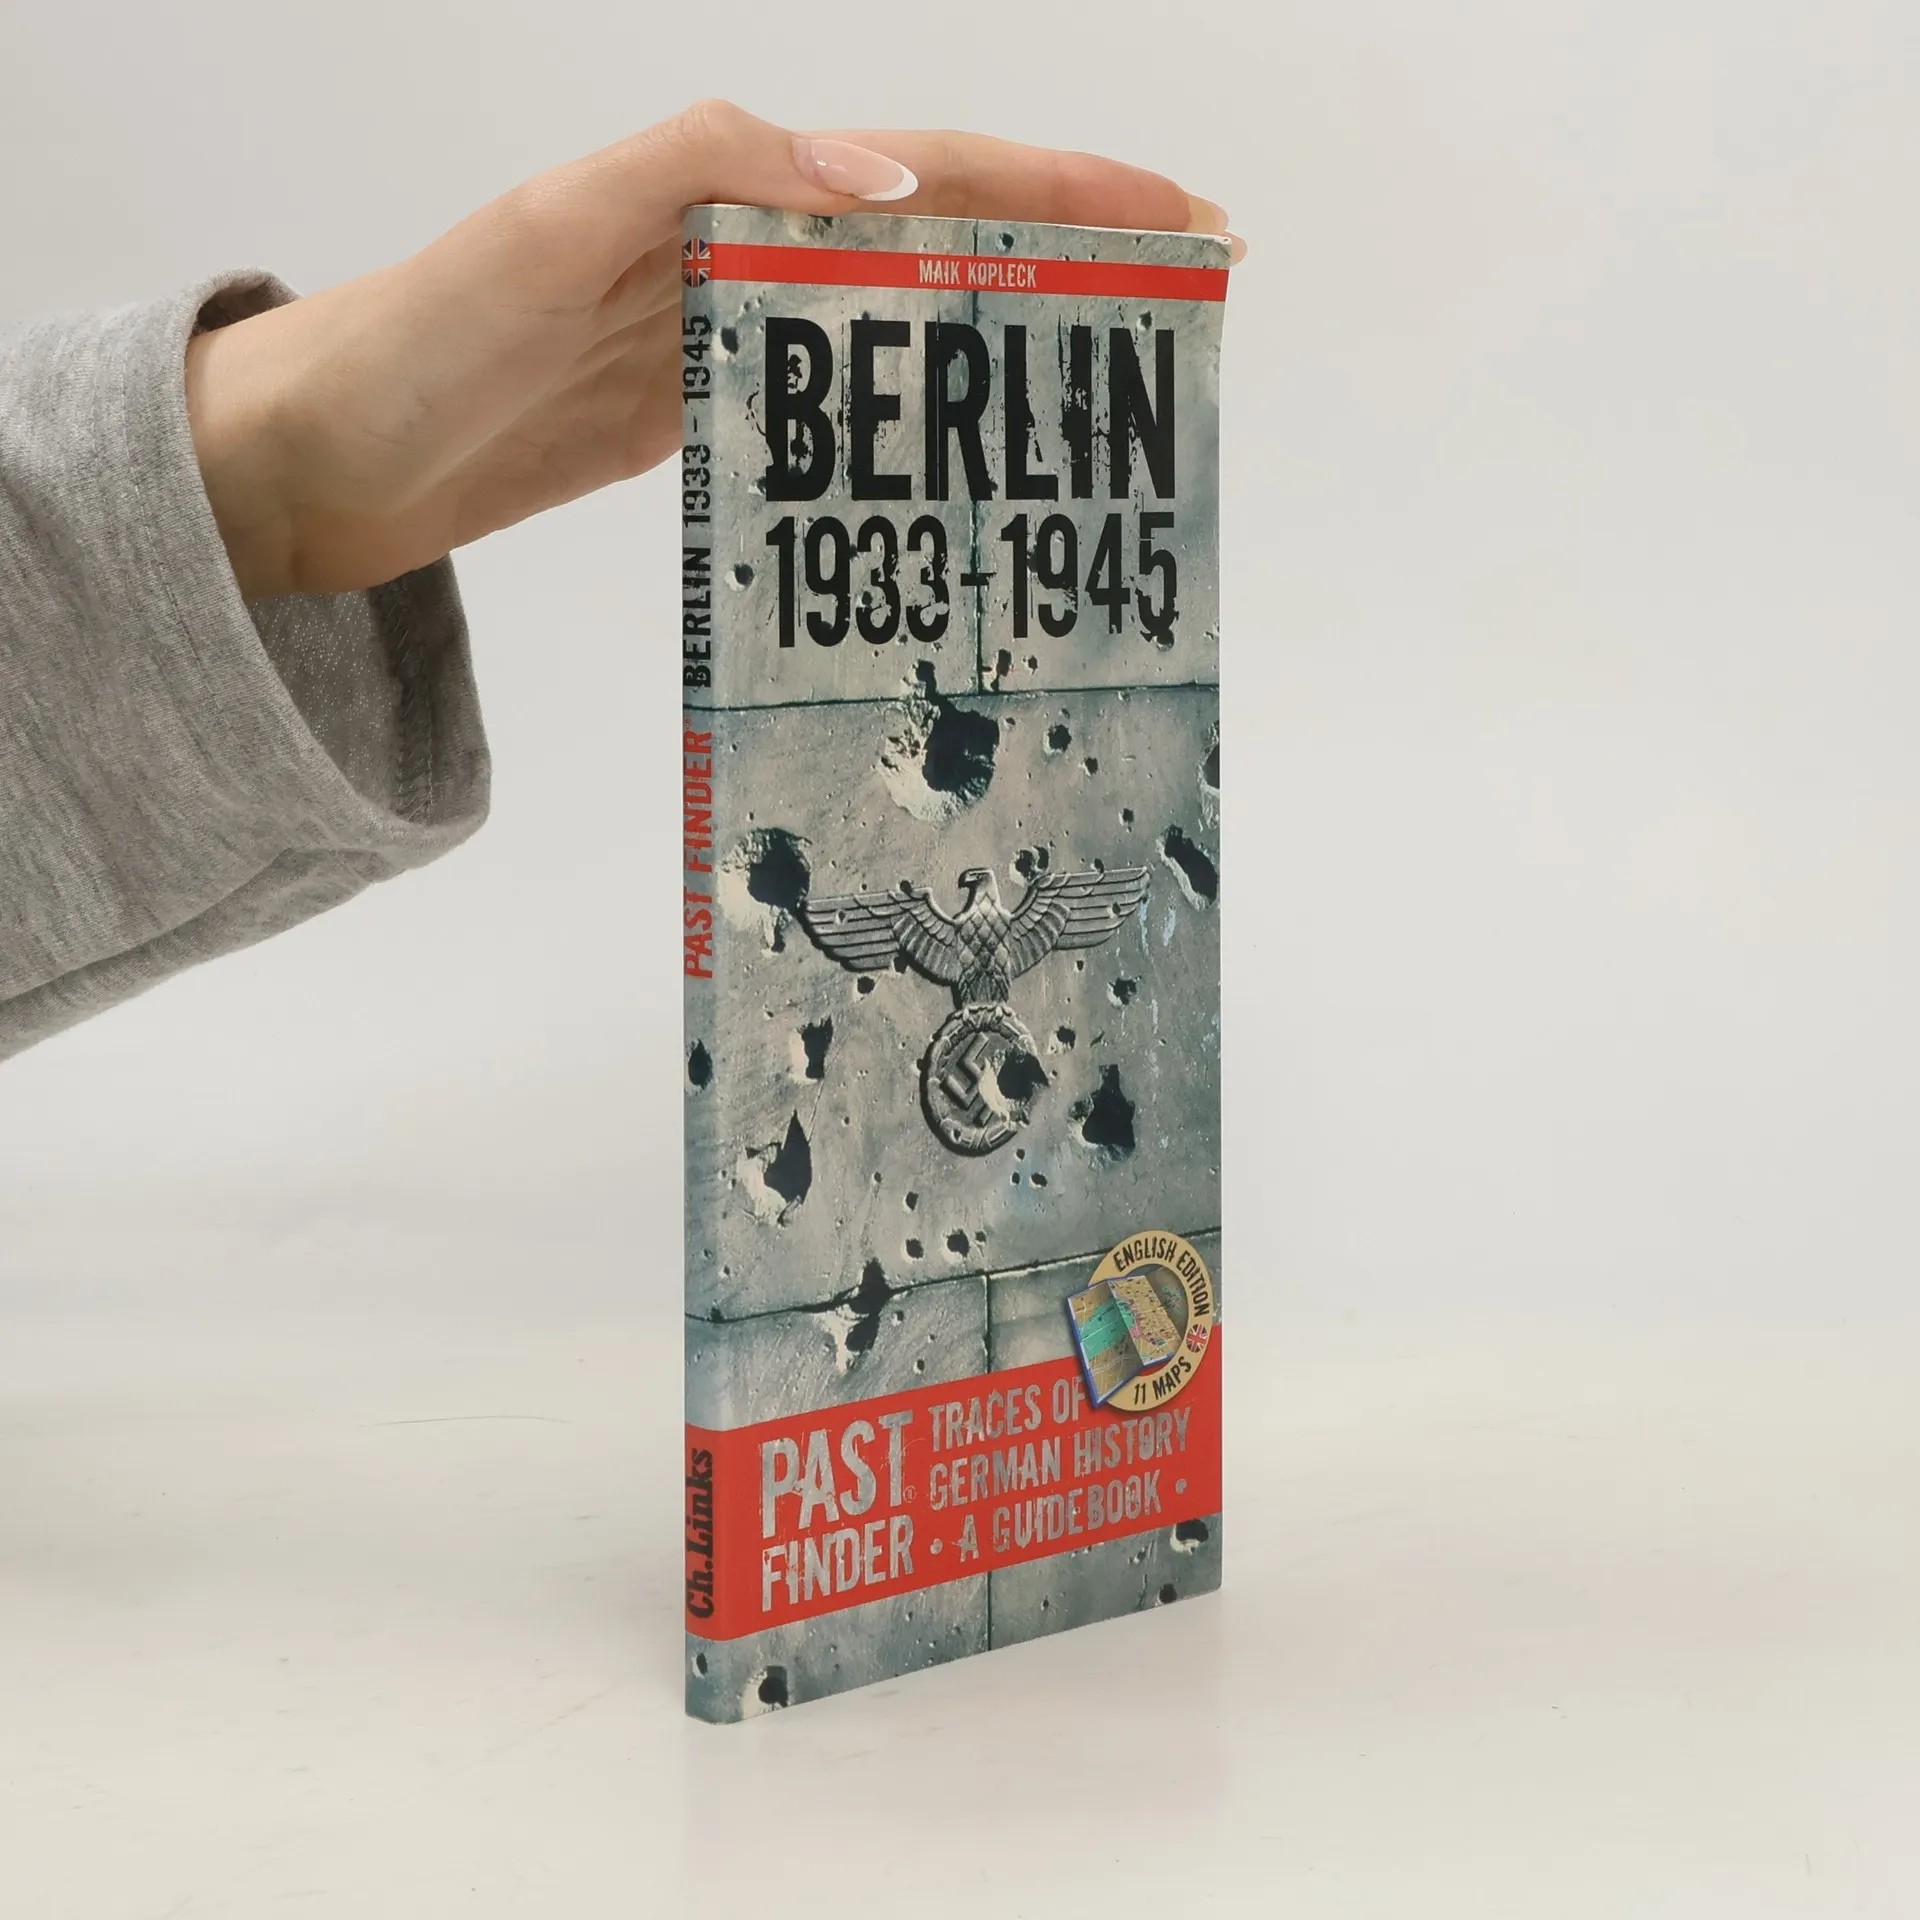 MAIK KOPLECK
BERLIN
1933-1945
ENGLISH EDITION
11 MAPS
PAST
FINDER
TRACES OF
GERMAN HISTORY
• A GUIDEBOOK •
BERLIN 1933-1945
PAST FINDER
Ch.Links